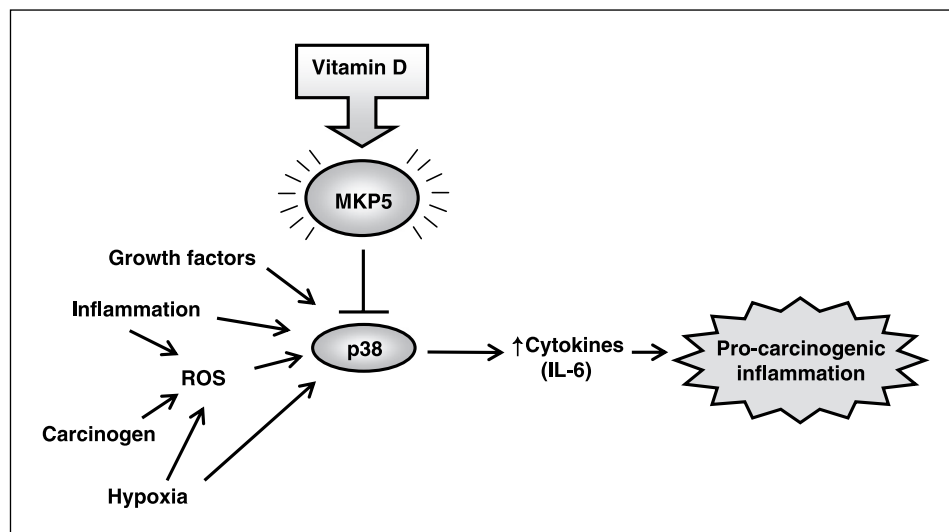 Vitamin D
MKP5
Growth factors
Inflammation
p38
↑Cytokines
(IL-6)
Pro-carcinogenic
inflammation
ROS
Carcinogen
Hypoxia